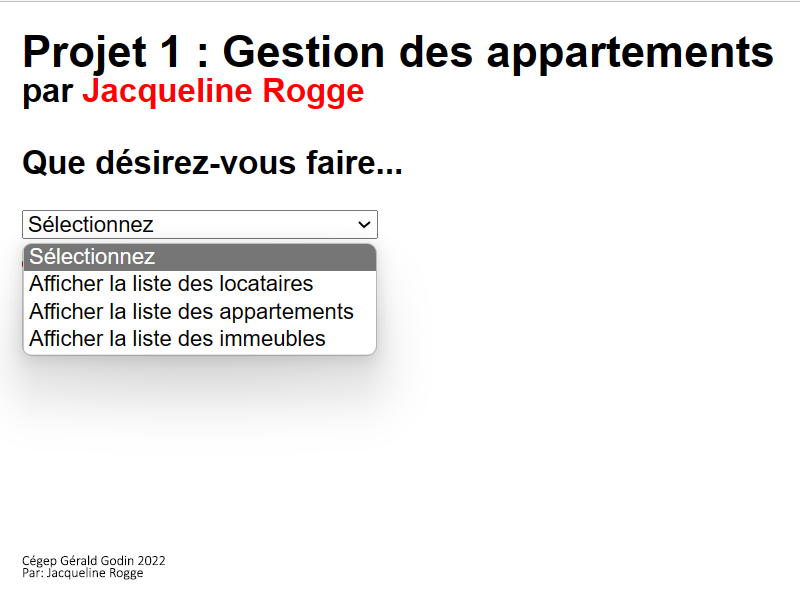 Projet 1 : Gestion des appartements
par Jacqueline Rogge
Que désirez-vous faire...
Sélectionnez
Sélectionnez
Afficher la liste des locataires
Afficher la liste des appartements
Afficher la liste des immeubles
Cégep Gérald Godin 2022
Par: Jacqueline Rogge